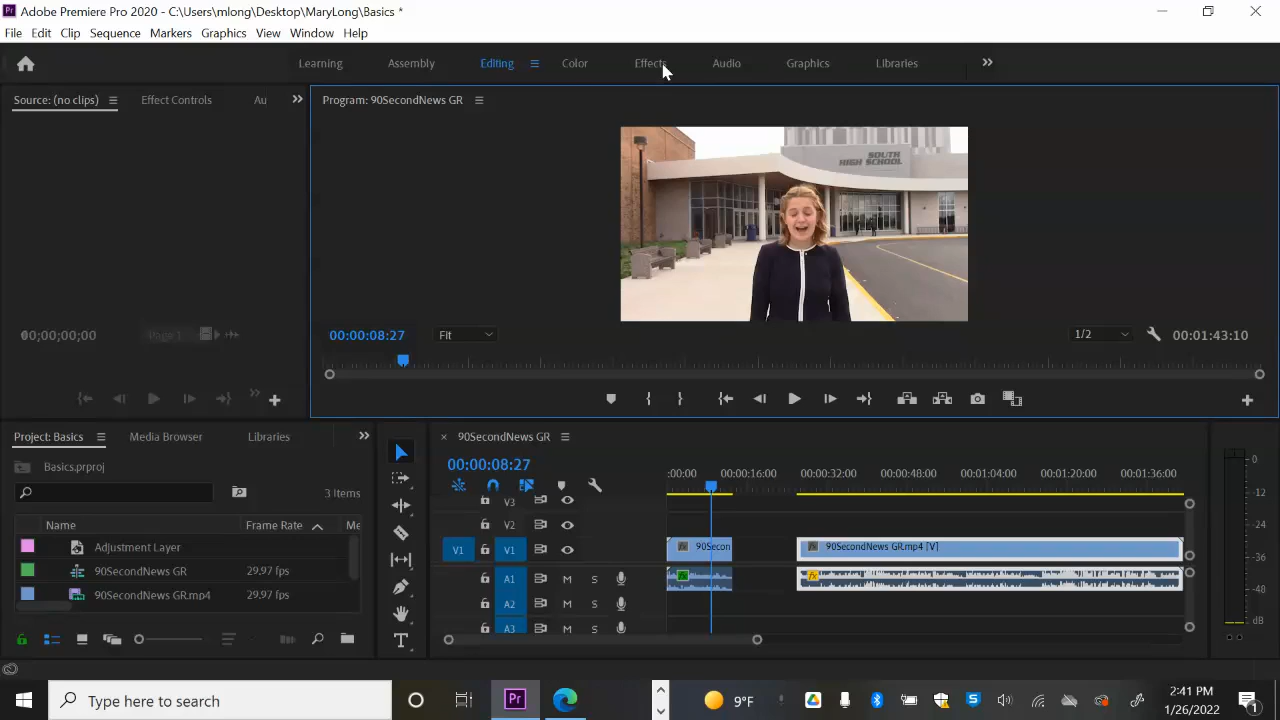 Adobe Premiere Pro 2020 - C:\Users\mlong\Desktop\MaryLong\Basics *
File Edit Clip Sequence Markers Graphics View Window Help
Learning Assembly Editing Color Effects Audio Graphics Libraries
Source: (no clips) Effect Controls Au
Program: 90SecondNews GR
SOUTH
HIGH SCHOOL
00;00;00;00 Page 1
00:00:08:27 Fit 1/2 00:01:43:10
Project: Basics Media Browser Libraries
90SecondNews GR
Basics.prproj
3 Items
Name Frame Rate Me
Adjustment Layer
90SecondNews GR 29.97 fps
90SecondNews GR.mp4 29.97 fps
00:00:08:27
:00:00 00:00:16:00 00:00:32:00 00:00:48:00 00:01:04:00 00:01:20:00 00:01:36:00
V3
V2
V1 V1 90Secon 90SecondNews GR.mp4 [V]
A1 M S
A2 M S
A3 M S
0
-12
-24
-36
-48
dB
Pr
Type here to search
Pr
9°F
S
2:41 PM
1/26/2022
1